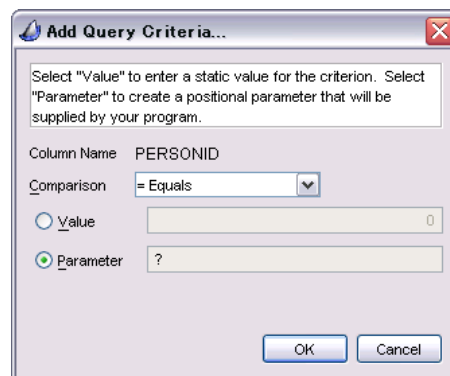 Add Query Criteria...
Select "Value" to enter a static value for the criterion. Select
"Parameter" to create a positional parameter that will be
supplied by your program.
Column Name PERSONID
Comparison = Equals
Value 0
Parameter ?
OK Cancel